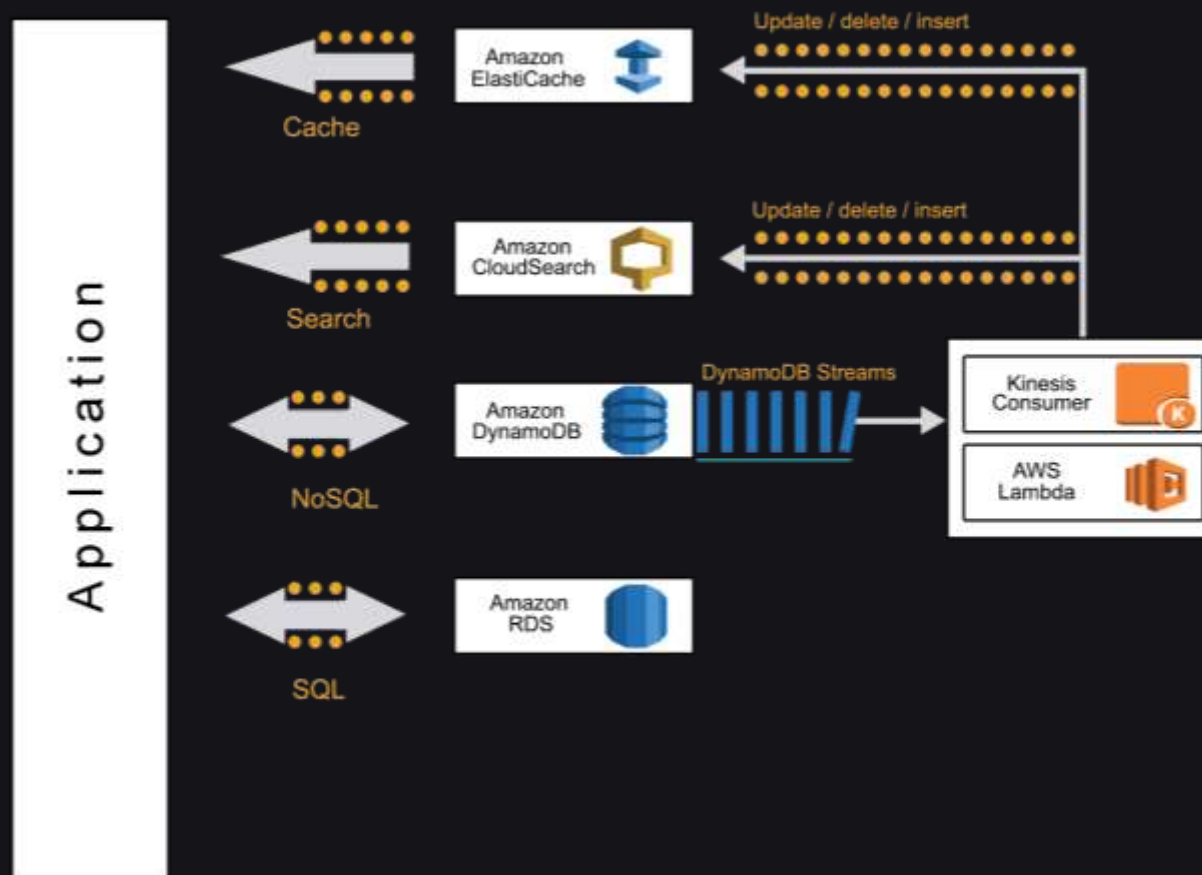 Application
Update / delete / insert
Amazon
ElastiCache
Cache
Update / delete / insert
Amazon
CloudSearch
Search
DynamoDB Streams
Amazon
DynamoDB
NoSQL
Kinesis
Consumer
K
AWS
Lambda
Amazon
RDS
SQL